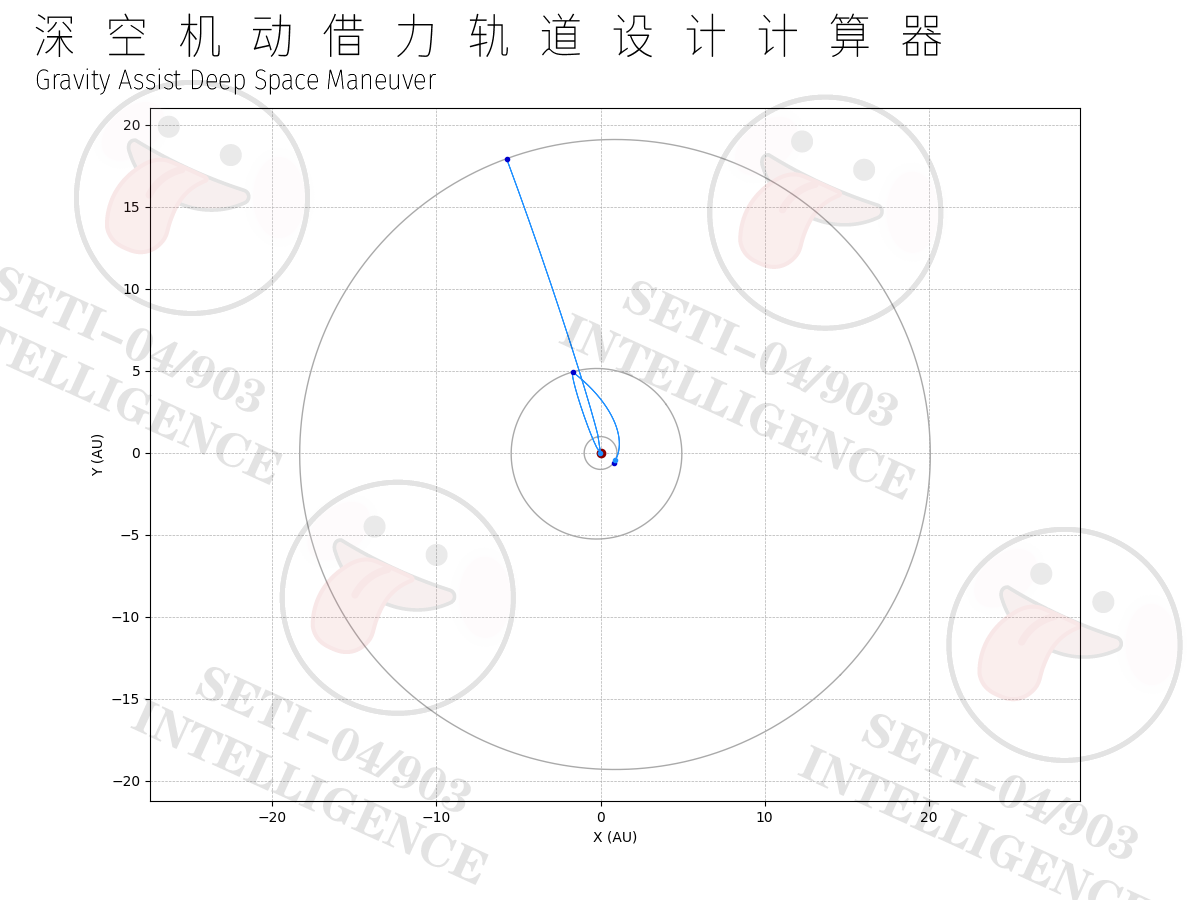 深空机动借力轨道设计计算器
Gravity Assist Deep Space Maneuver
20
15
10
5
0
−5
−10
−15
−20
Y (AU)
−20
−10
0
10
20
X (AU)
SETI−04/903
INTELLIGENCE
SETI−04/903
INTELLIGENCE
SETI−04/903
INTELLIGENCE
SETI−04/903
INTELLIGENCE